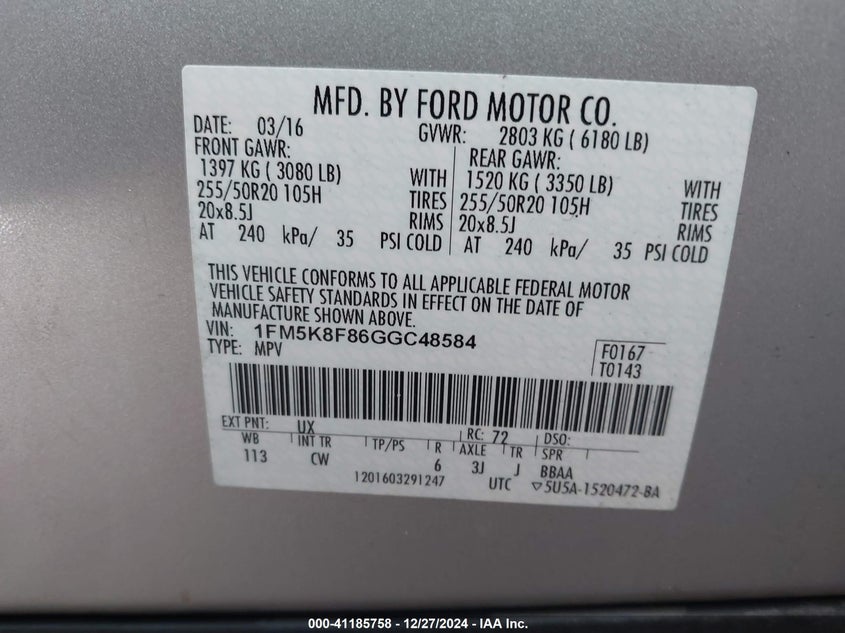 MFD. BY FORD MOTOR CO.
DATE: 03/16 GVWR: 2803 KG ( 6180 LB)
FRONT GAWR: REAR GAWR:
1397 KG ( 3080 LB) WITH 1520 KG ( 3350 LB) WITH
255/50R20 105H TIRES 255/50R20 105H TIRES
20x8.5J RIMS 20x8.5J RIMS
AT 240 kPa/ 35 PSI COLD AT 240 kPa/ 35 PSI COLD
THIS VEHICLE CONFORMS TO ALL APPLICABLE FEDERAL MOTOR
VEHICLE SAFETY STANDARDS IN EFFECT ON THE DATE OF
MANUFACTURE SHOWN ABOVE.
VIN: 1FM5K8F86GGC48584
TYPE: MPV
F0167
T0143
EXT PNT: UX RC: 72 DSO:
WB INT TR TP/PS R AXLE TR SPR
113 CW 6 3J J BBAA
1201603291247 UTC ▽5U5A-1520472-BA
000-41185758 - 12/27/2024 - IAA Inc.